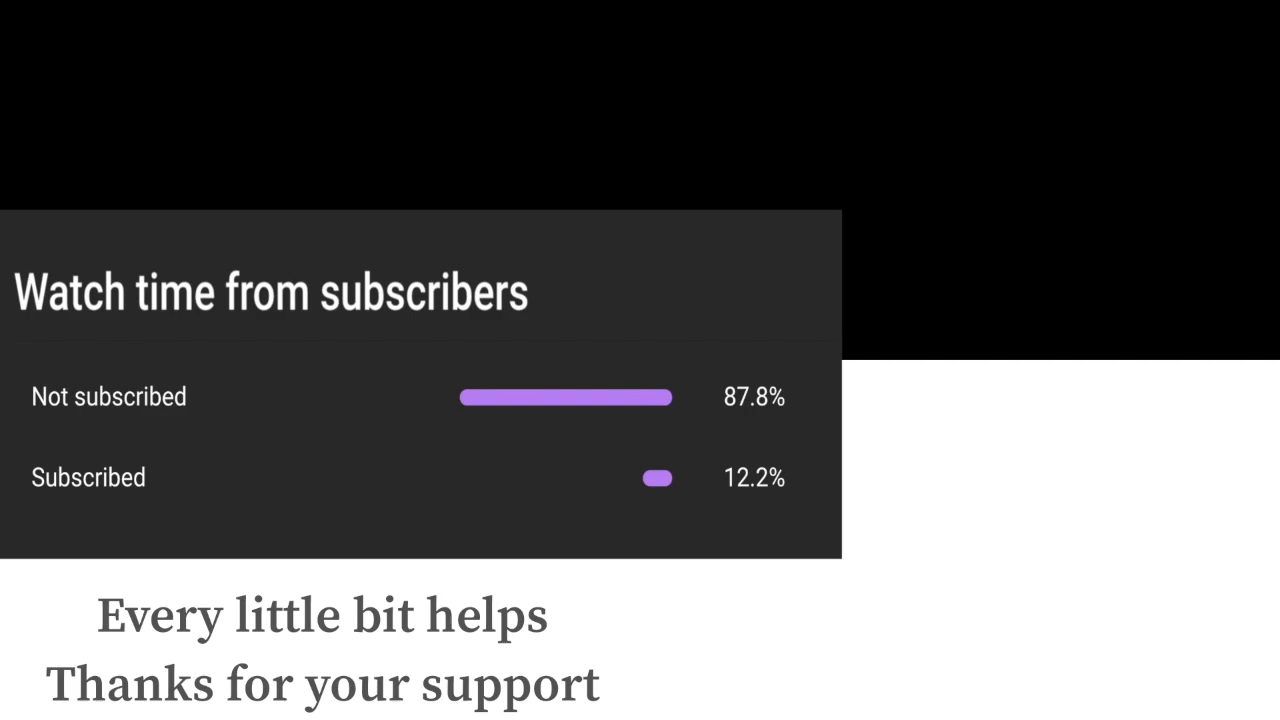 Watch time from subscribers
Not subscribed 87.8%
Subscribed 12.2%
Every little bit helps
Thanks for your support